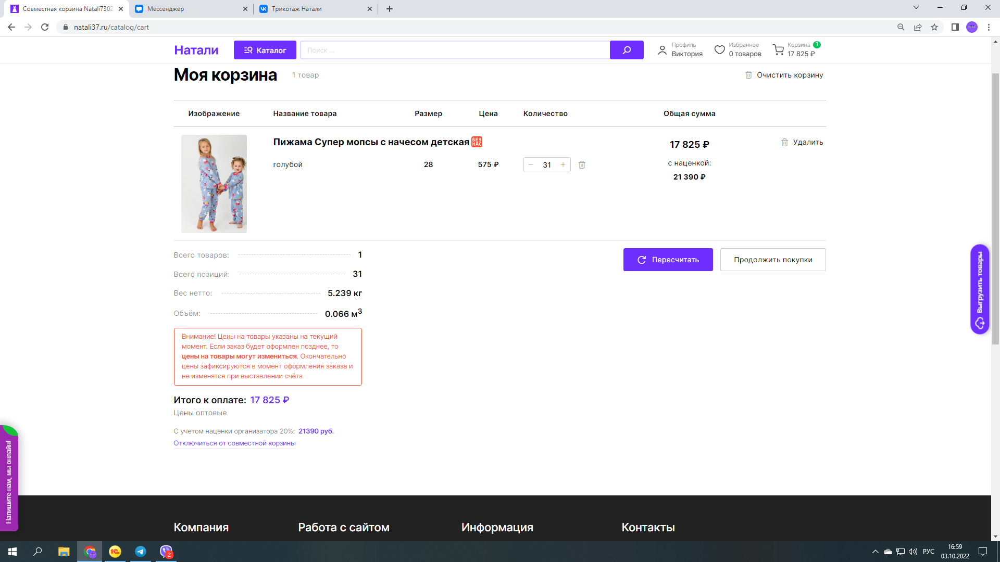 Совместная корзина Natali7302
Мессенджер
Трикотаж Натали
natali37.ru/catalog/cart
Натали
Каталог
Поиск ...
Профиль
Виктория
Избранное
0 товаров
Корзина 1
17 825 ₽
Моя корзина
1 товар
Очистить корзину
Изображение Название товара Размер Цена Количество Общая сумма
Пижама Супер мопсы с начесом детская
БЕЗ
НДС
17 825 ₽
Удалить
голубой 28 575 ₽ 31
с наценкой:
21 390 ₽
Всего товаров: 1
Всего позиций: 31
Вес нетто: 5.239 кг
Объём: 0.066 м3
Пересчитать
Продолжить покупки
Выгрузить товары
Внимание! Цены на товары указаны на текущий
момент. Если заказ будет оформлен позднее, то
цены на товары могут измениться. Окончательно
цены зафиксируются в момент оформления заказа и
не изменятся при выставлении счёта
Итого к оплате: 17 825 ₽
Цены оптовые
С учетом наценки организатора 20%: 21390 руб.
Отключиться от совместной корзины
Напишите нам, мы онлайн!
Компания Работа с сайтом Информация Контакты
2
РУС
16:59
03.10.2022